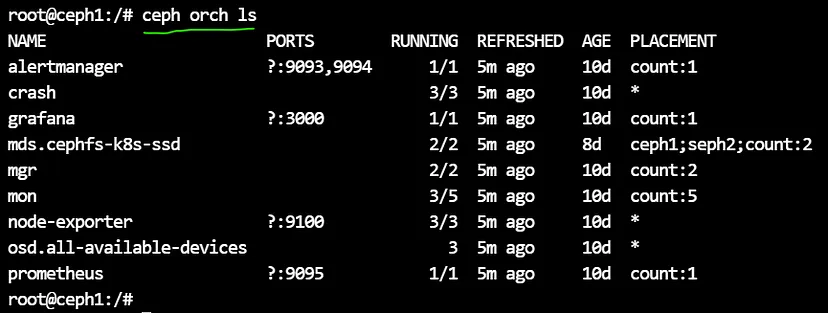 root@ceph1:/# ceph orch ls
NAME PORTS RUNNING REFRESHED AGE PLACEMENT
alertmanager ?:9093,9094 1/1 5m ago 10d count:1
crash 3/3 5m ago 10d *
grafana ?:3000 1/1 5m ago 10d count:1
mds.cephfs-k8s-ssd 2/2 5m ago 8d ceph1;seph2;count:2
mgr 2/2 5m ago 10d count:2
mon 3/5 5m ago 10d count:5
node-exporter ?:9100 3/3 5m ago 10d *
osd.all-available-devices 3 5m ago 10d *
prometheus ?:9095 1/1 5m ago 10d count:1
root@ceph1:/#